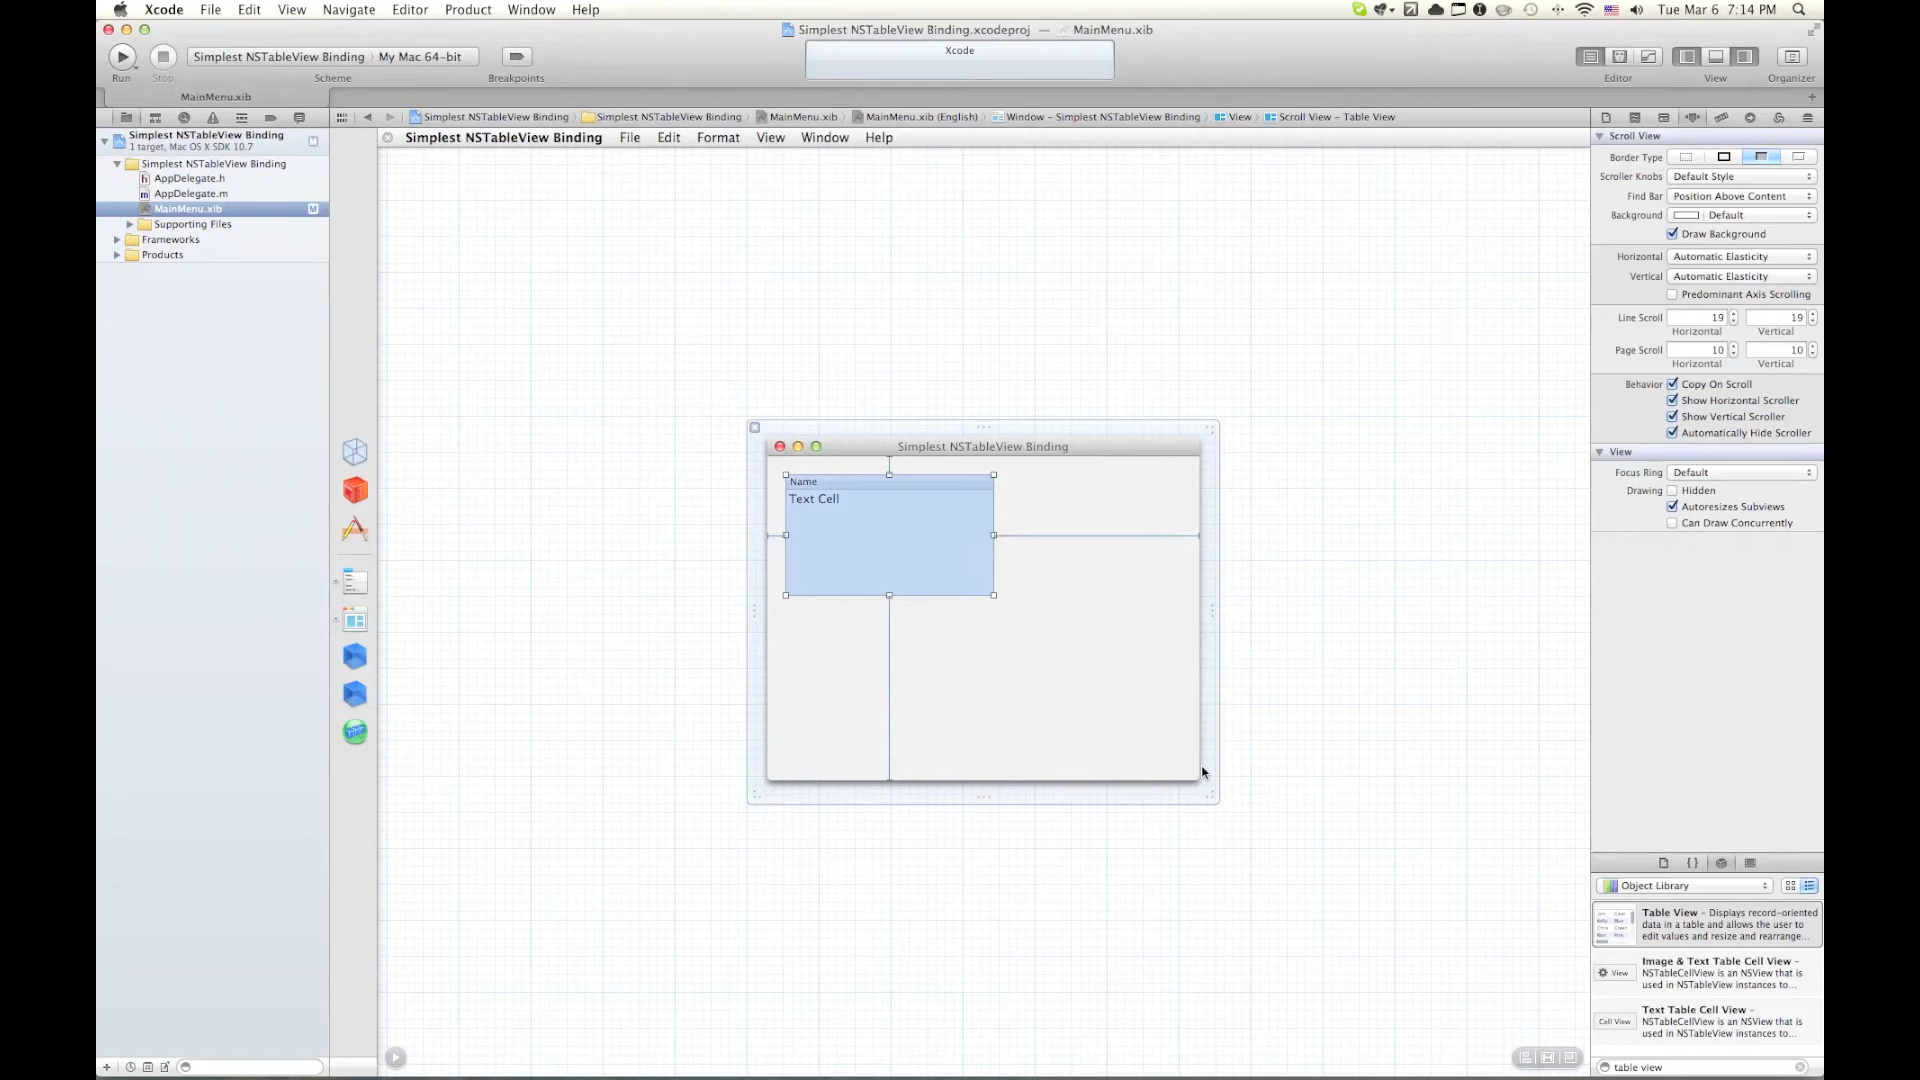 Xcode File Edit View Navigate Editor Product Window Help Tue Mar 6 7:14 PM
Simplest NSTableView Binding.xcodeproj — MainMenu.xib
Simplest NSTableView Binding › My Mac 64-bit
Xcode
Run Stop Scheme Breakpoints Editor View Organizer
MainMenu.xib
Simplest NSTableView Binding
1 target, Mac OS X SDK 10.7
M
Simplest NSTableView Binding
h AppDelegate.h
m AppDelegate.m
MainMenu.xib M
Supporting Files
Frameworks
Products
Simplest NSTableView Binding Simplest NSTableView Binding MainMenu.xib MainMenu.xib (English) Window – Simplest NSTableView Binding View Scroll View – Table View
Simplest NSTableView Binding File Edit Format View Window Help
Simplest NSTableView Binding
Name
Text Cell
Scroll View
Border Type
Scroller Knobs Default Style
Find Bar Position Above Content
Background Default
Draw Background
Horizontal Automatic Elasticity
Vertical Automatic Elasticity
Predominant Axis Scrolling
Line Scroll 19 19
Horizontal Vertical
Page Scroll 10 10
Horizontal Vertical
Behavior Copy On Scroll
Show Horizontal Scroller
Show Vertical Scroller
Automatically Hide Scroller
View
Focus Ring Default
Drawing Hidden
Autoresizes Subviews
Can Draw Concurrently
{ }
Object Library
Table View – Displays record-oriented
data in a table and allows the user to
edit values and resize and rearrange...
View
Image & Text Table Cell View –
NSTableCellView is an NSView that is
used in NSTableView instances to...
Cell View
Text Table Cell View –
NSTableCellView is an NSView that is
used in NSTableView instances to...
table view